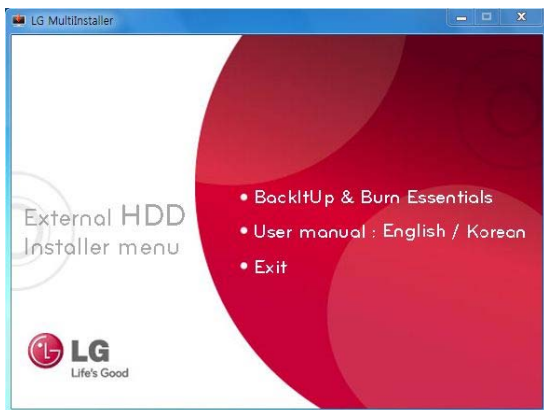 LG MultiInstaller
External HDD
Installer menu
• BackItUp & Burn Essentials
• User manual : English / Korean
• Exit
LG
Life's Good